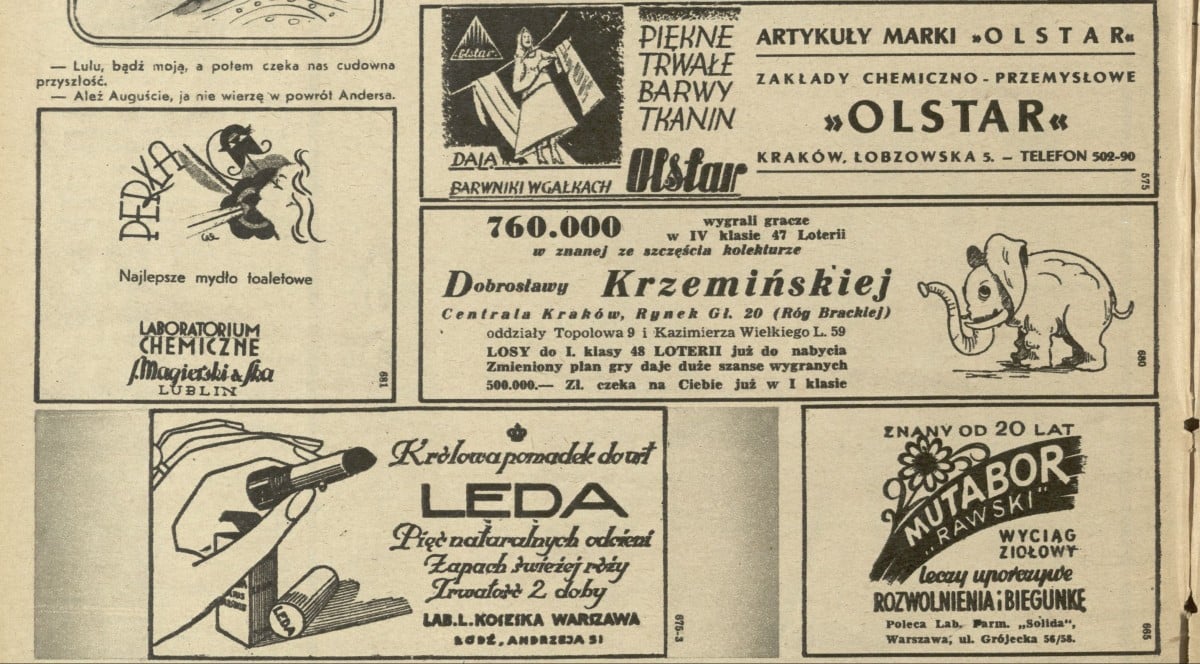 — Lulu, bądź moją, a potem czeka nas cudowna
przyszłość.
— Ależ Auguście, ja nie wierzę w powrót Andersa.
PERŁA
Najlepsze mydło toaletowe
LABORATORIUM
CHEMICZNE
S. Magierski & Ska
LUBLIN
681
Olstar
PIĘKNE
TRWAŁE
BARWY
TKANIN
DAJĄ
BARWNIKI W GAŁKACH
Olstar
ARTYKUŁY MARKI »OLSTAR«
ZAKŁADY CHEMICZNO-PRZEMYSŁOWE
»OLSTAR«
KRAKÓW, ŁOBZOWSKA 5. — TELEFON 502-90
575
760.000 wygrali gracze
w IV klasie 47 Loterii
w znanej ze szczęścia kolekturze
Dobrosławy Krzemińskiej
Centrala Kraków, Rynek Gł. 20 (Róg Brackiej)
oddziały Topolowa 9 i Kazimierza Wielkiego L. 59
LOSY do I. klasy 48 LOTERII już do nabycia
Zmieniony plan gry daje duże szanse wygranych
500.000.— Zł. czeka na Ciebie już w I klasie
680
Królowa pomadek do ust
LEDA
Pięć naturalnych odcieni
Zapach świeżej róży
Trwałość 2 doby
LAB. L. KOSESKA WARSZAWA
ŁÓDŹ, ANDRZEJA 51
LEDA
675-3
ZNANY OD 20 LAT
MUTABOR
"RAWSKI"
WYCIĄG
ZIOŁOWY
leczy uporczywe
ROZWOLNIENIA i BIEGUNKĘ
Poleca Lab. Farm. „Solida",
Warszawa, ul. Grójecka 56/58.
665